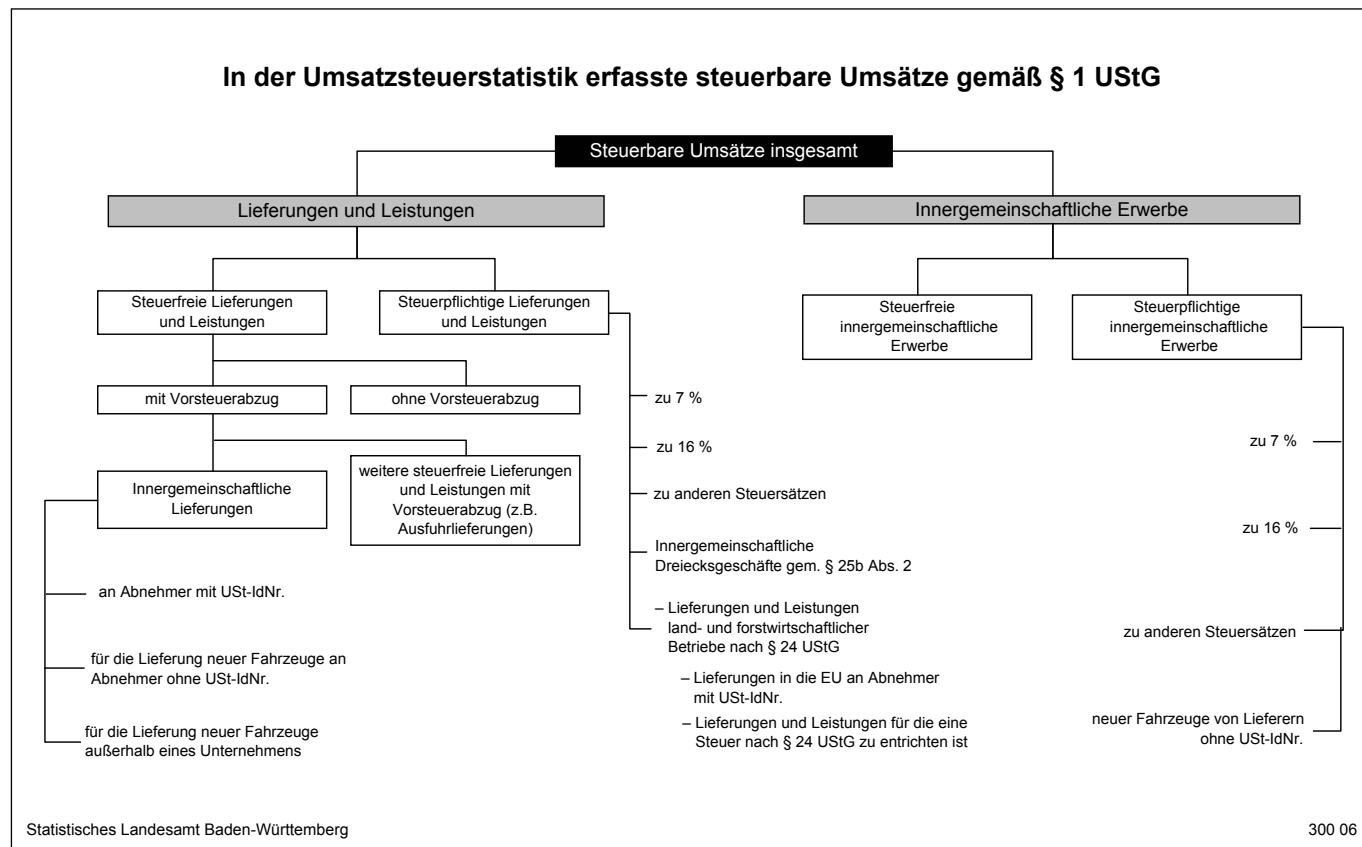 In der Umsatzsteuerstatistik erfasste steuerbare Umsätze gemäß § 1 UStG
Steuerbare Umsätze insgesamt
Lieferungen und Leistungen
Innergemeinschaftliche Erwerbe
Steuerfreie Lieferungen
und Leistungen
Steuerpflichtige Lieferungen
und Leistungen
Steuerfreie
innergemeinschaftliche
Erwerbe
Steuerpflichtige
innergemeinschaftliche
Erwerbe
mit Vorsteuerabzug
ohne Vorsteuerabzug
Innergemeinschaftliche
Lieferungen
weitere steuerfreie Lieferungen
und Leistungen mit
Vorsteuerabzug (z.B.
Ausfuhrlieferungen)
an Abnehmer mit USt-IdNr.
für die Lieferung neuer Fahrzeuge an
Abnehmer ohne USt-IdNr.
für die Lieferung neuer Fahrzeuge
außerhalb eines Unternehmens
zu 7 %
zu 16 %
zu anderen Steuersätzen
Innergemeinschaftliche
Dreiecksgeschäfte gem. § 25b Abs. 2
– Lieferungen und Leistungen
land- und forstwirtschaftlicher
Betriebe nach § 24 UStG
– Lieferungen in die EU an Abnehmer
mit USt-IdNr.
– Lieferungen und Leistungen für die eine
Steuer nach § 24 UStG zu entrichten ist
zu 7 %
zu 16 %
zu anderen Steuersätzen
neuer Fahrzeuge von Lieferern
ohne USt-IdNr.
Statistisches Landesamt Baden-Württemberg
300 06